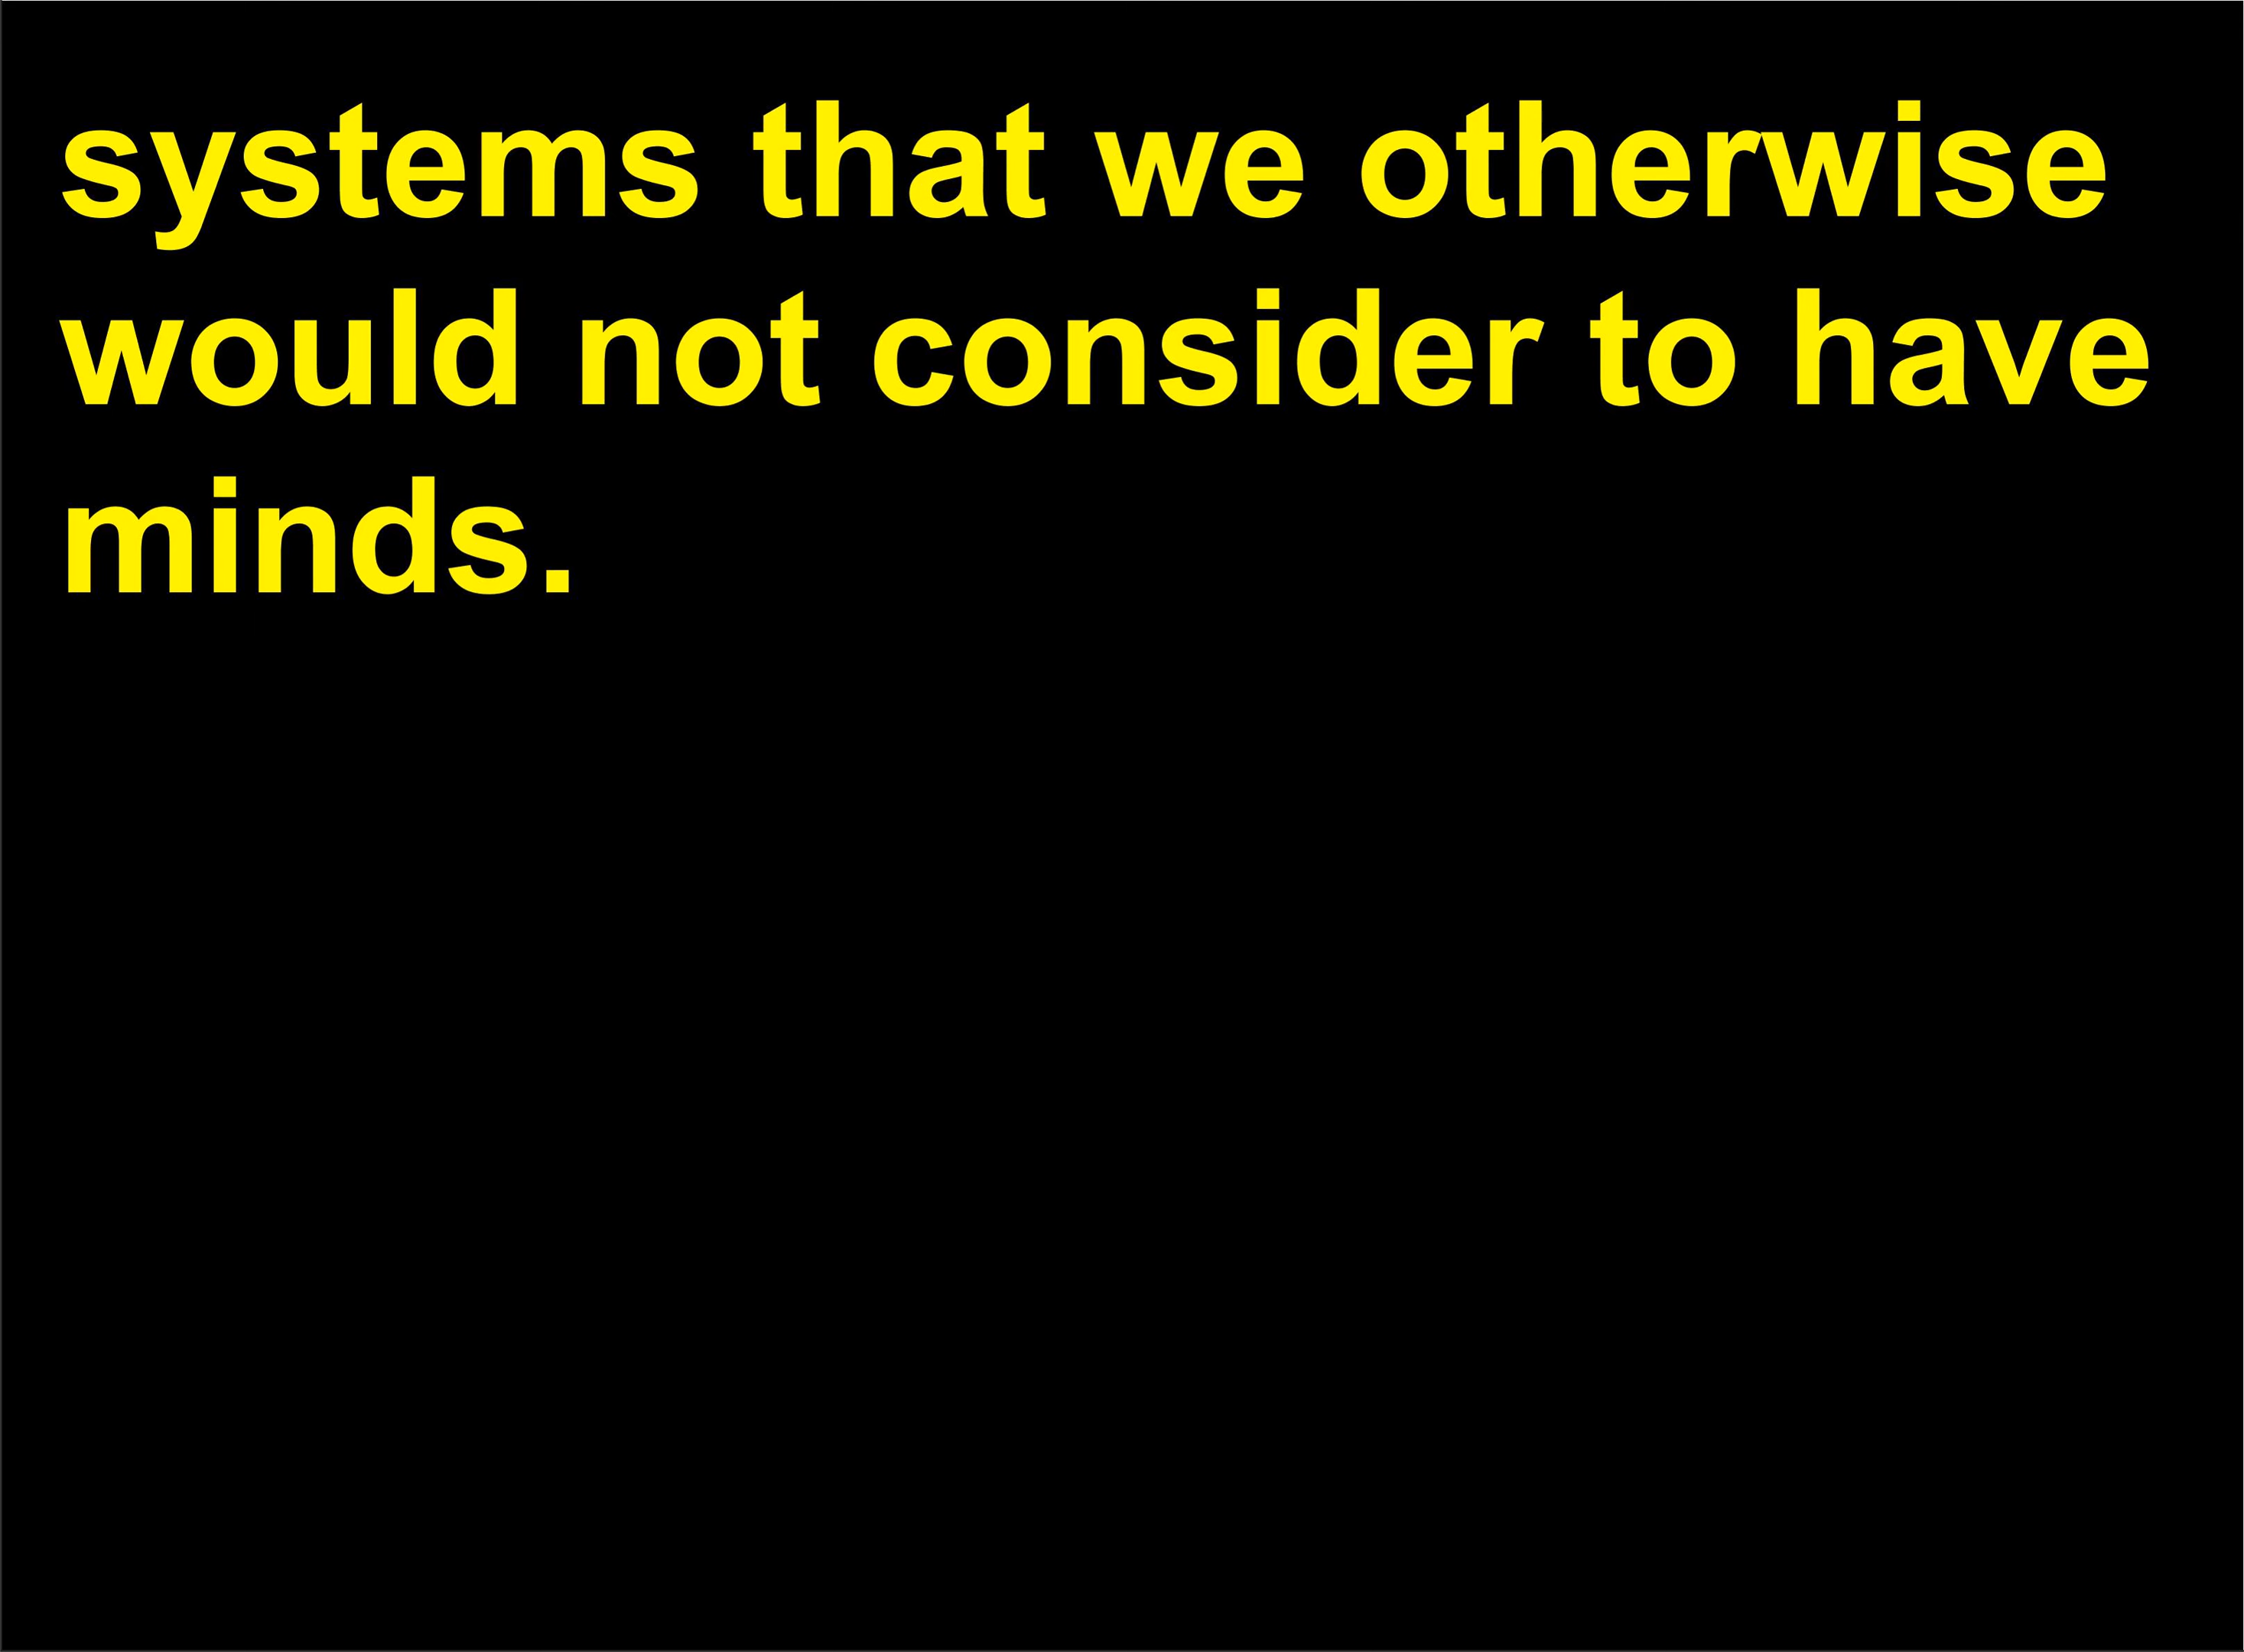 systems that we otherwise
would not consider to have
minds.